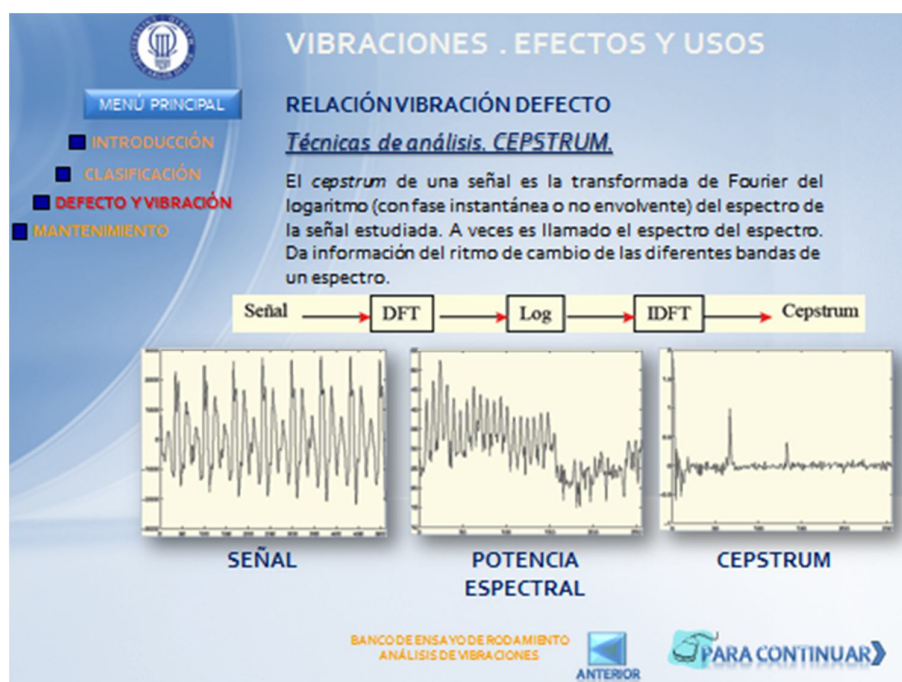 VIBRACIONES . EFECTOS Y USOS
MENÚ PRINCIPAL
INTRODUCCIÓN
CLASIFICACIÓN
DEFECTO Y VIBRACIÓN
MANTENIMIENTO
RELACIÓN VIBRACIÓN DEFECTO
Técnicas de análisis. CEPSTRUM.
El cepstrum de una señal es la transformada de Fourier del
logaritmo (con fase instantánea o no envolvente) del espectro de
la señal estudiada. A veces es llamado el espectro del espectro.
Da información del ritmo de cambio de las diferentes bandas de
un espectro.
Señal DFT Log IDFT Cepstrum
SEÑAL
POTENCIA
ESPECTRAL
CEPSTRUM
BANCO DE ENSAYO DE RODAMIENTO
ANÁLISIS DE VIBRACIONES
ANTERIOR
PARA CONTINUAR